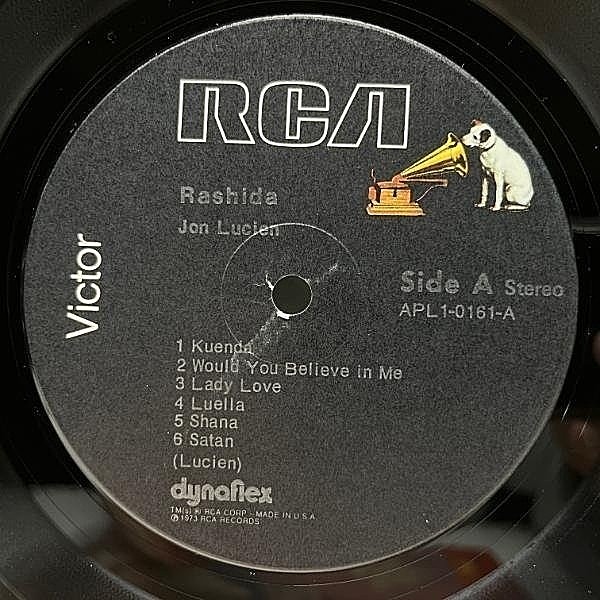 RCA
Rashida
Jon Lucien
Victor
Side A Stereo
APL1-0161-A
1 Kuenda
2 Would You Believe in Me
3 Lady Love
4 Luella
5 Shana
6 Satan
(Lucien)
dynaflex
TM(s) ® RCA CORP – MADE IN U.S.A.
℗ 1973 RCA RECORDS